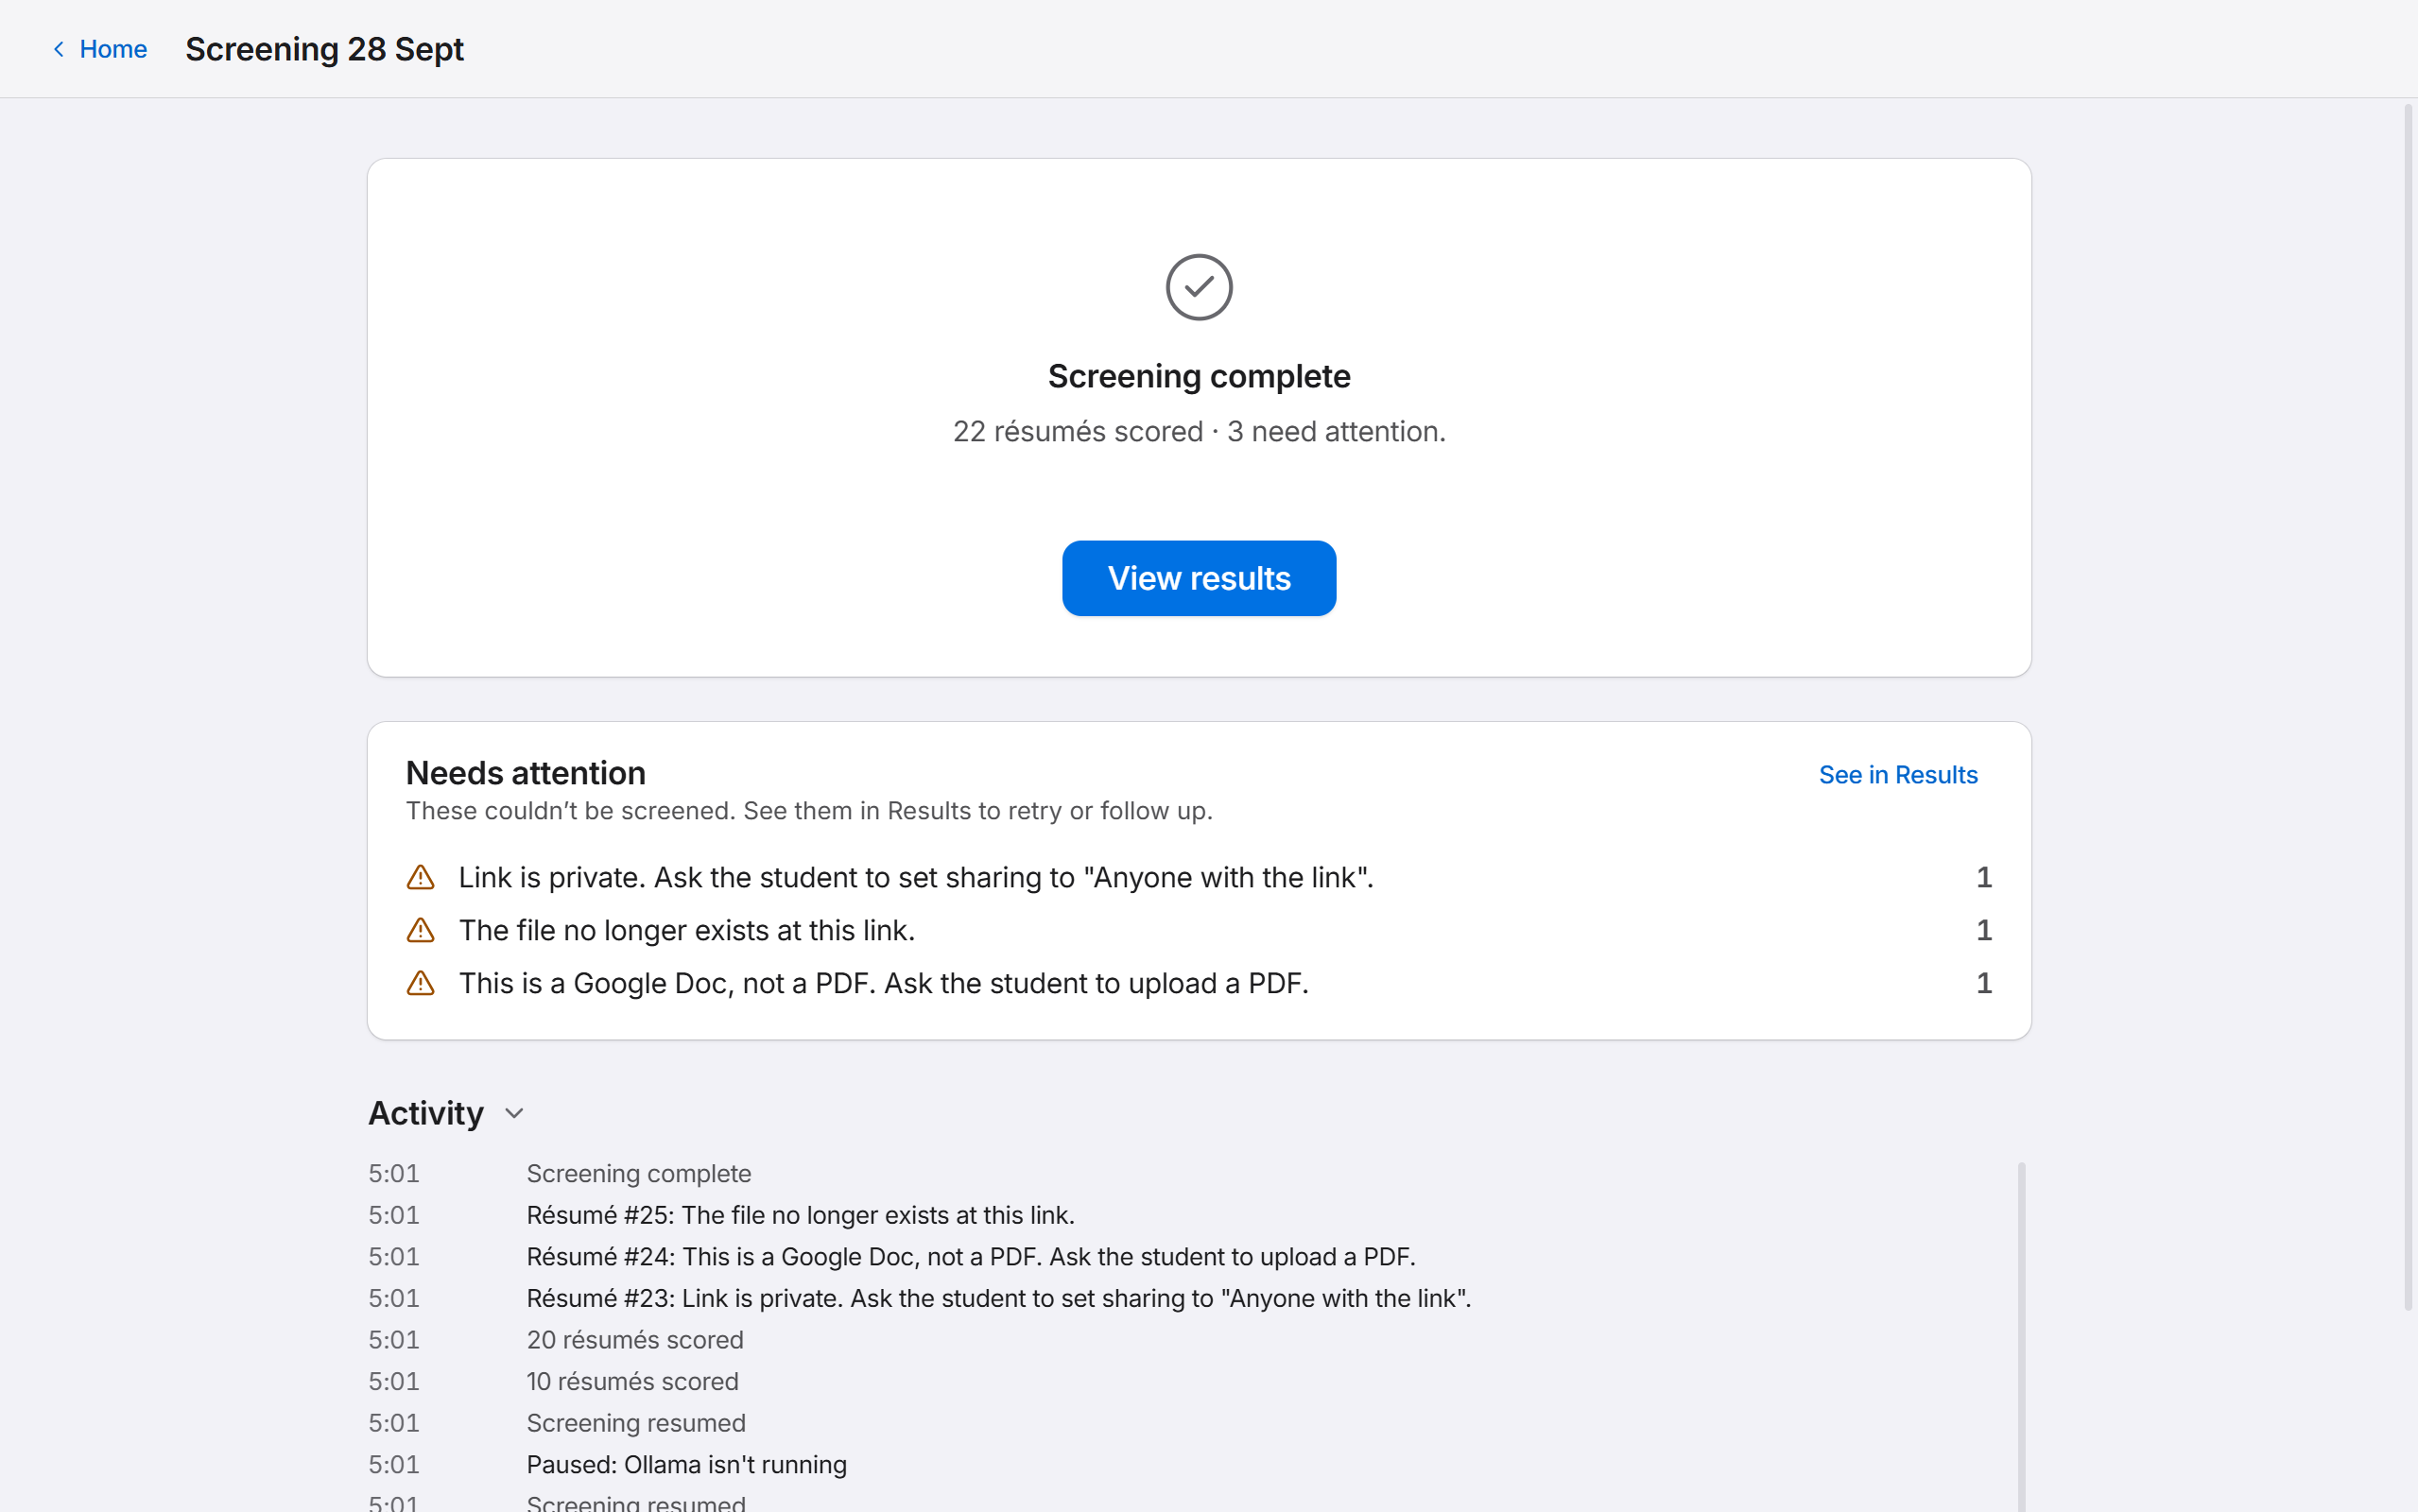 Home
Screening 28 Sept
Screening complete
22 résumés scored · 3 need attention.
View results
Needs attention
See in Results
These couldn’t be screened. See them in Results to retry or follow up.
Link is private. Ask the student to set sharing to "Anyone with the link". 1
The file no longer exists at this link. 1
This is a Google Doc, not a PDF. Ask the student to upload a PDF. 1
Activity
5:01 Screening complete
5:01 Résumé #25: The file no longer exists at this link.
5:01 Résumé #24: This is a Google Doc, not a PDF. Ask the student to upload a PDF.
5:01 Résumé #23: Link is private. Ask the student to set sharing to "Anyone with the link".
5:01 20 résumés scored
5:01 10 résumés scored
5:01 Screening resumed
5:01 Paused: Ollama isn't running
5:01 Screening resumed